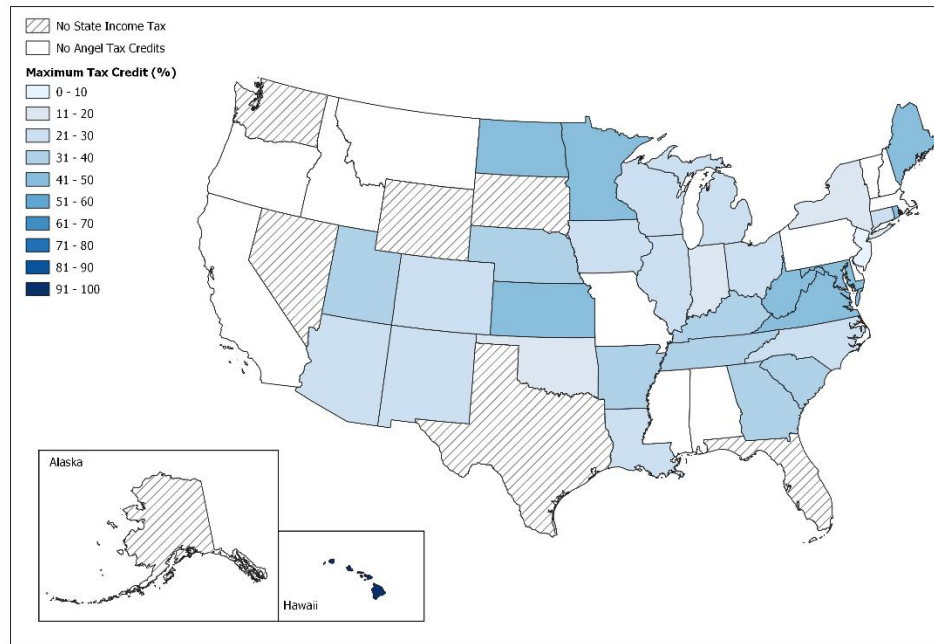 No State Income Tax
No Angel Tax Credits
Maximum Tax Credit (%)
0 - 10
11 - 20
21 - 30
31 - 40
41 - 50
51 - 60
61 - 70
71 - 80
81 - 90
91 - 100
Alaska
Hawaii